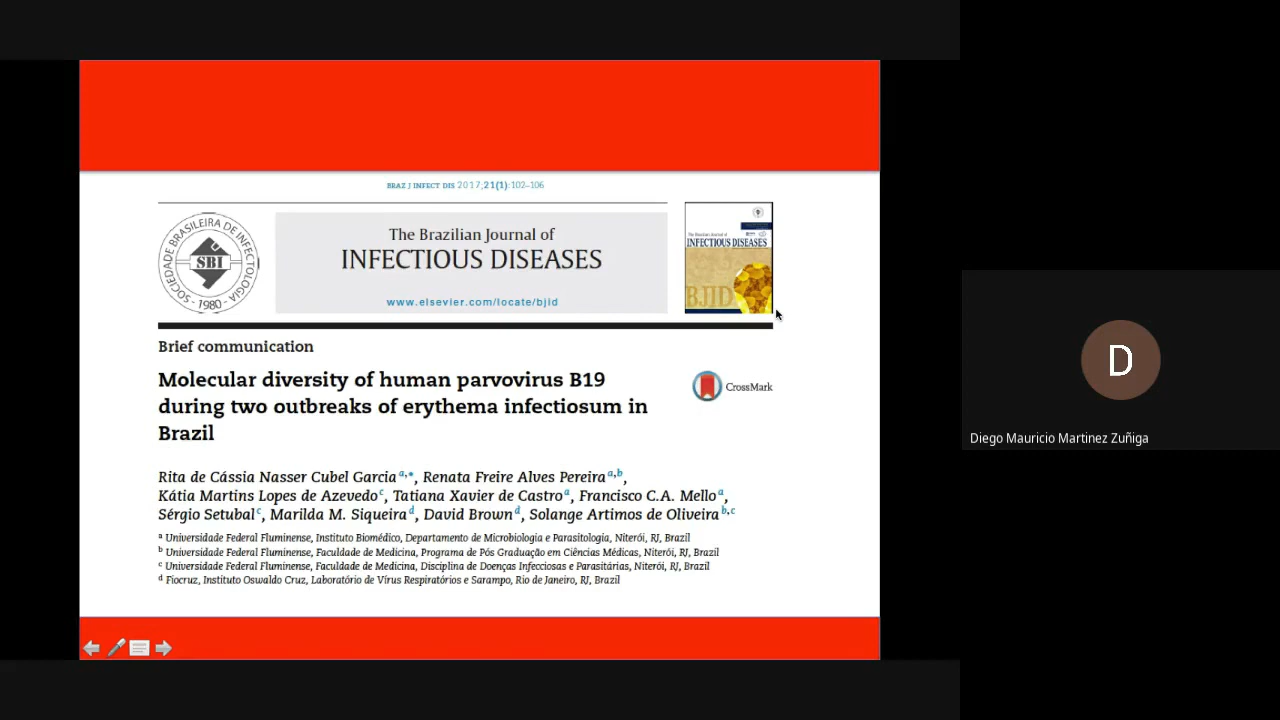 BRAZ J INFECT DIS 2017;21(1):102–106
SOCIEDADE BRASILEIRA DE INFECTOLOGIA
SBI
- 1980 -
The Brazilian Journal of
INFECTIOUS DISEASES
www.elsevier.com/locate/bjid
The Brazilian Journal of
INFECTIOUS DISEASES
BJID
Brief communication
Molecular diversity of human parvovirus B19
during two outbreaks of erythema infectiosum in
Brazil
CrossMark
Rita de Cássia Nasser Cubel Garcia a,*, Renata Freire Alves Pereira a,b,
Kátia Martins Lopes de Azevedo c, Tatiana Xavier de Castro a, Francisco C.A. Mello a,
Sérgio Setubal c, Marilda M. Siqueira d, David Brown d, Solange Artimos de Oliveira b,c
a Universidade Federal Fluminense, Instituto Biomédico, Departamento de Microbiologia e Parasitologia, Niterói, RJ, Brazil
b Universidade Federal Fluminense, Faculdade de Medicina, Programa de Pós Graduação em Ciências Médicas, Niterói, RJ, Brazil
c Universidade Federal Fluminense, Faculdade de Medicina, Disciplina de Doenças Infecciosas e Parasitárias, Niterói, RJ, Brazil
d Fiocruz, Instituto Oswaldo Cruz, Laboratório de Vírus Respiratórios e Sarampo, Rio de Janeiro, RJ, Brazil
D
Diego Mauricio Martinez Zuñiga